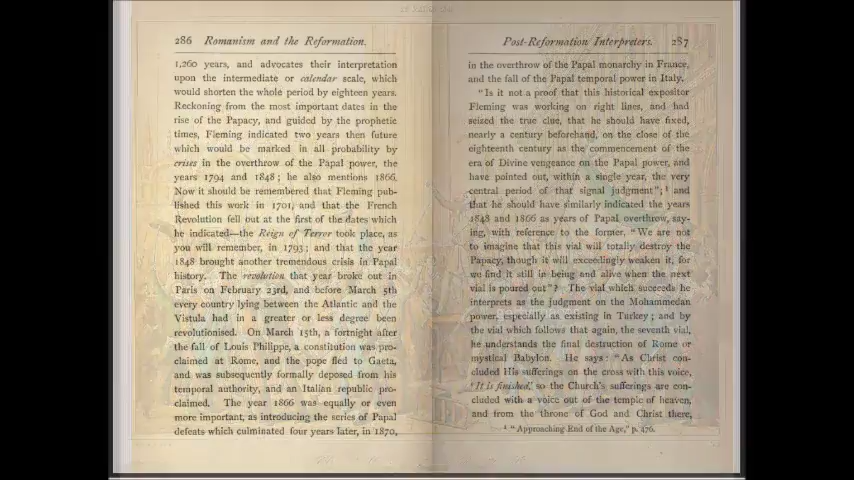 286 Romanism and the Reformation.
1,260 years, and advocates their interpretation
upon the intermediate or calendar scale, which
would shorten the whole period by eighteen years.
Reckoning from the most important dates in the
rise of the Papacy, and guided by the prophetic
times, Fleming indicated two years then future
which would be marked in all probability by
crises in the overthrow of the Papal power, the
years 1794 and 1848; he also mentions 1866.
Now it should be remembered that Fleming pub-
lished this work in 1701, and that the French
Revolution fell out at the first of the dates which
he indicated—the Reign of Terror took place, as
you will remember, in 1793; and that the year
1848 brought another tremendous crisis in Papal
history. The revolution that year broke out in
Paris on February 23rd, and before March 5th
every country lying between the Atlantic and the
Vistula had in a greater or less degree been
revolutionised. On March 15th, a fortnight after
the fall of Louis Philippe, a constitution was pro-
claimed at Rome, and the pope fled to Gaeta,
and was subsequently formally deposed from his
temporal authority, and an Italian republic pro-
claimed. The year 1866 was equally or even
more important, as introducing the series of Papal
defeats which culminated four years later, in 1870,
Post-Reformation Interpreters. 287
in the overthrow of the Papal monarchy in France,
and the fall of the Papal temporal power in Italy.
"Is it not a proof that this historical expositor
Fleming was working on right lines, and had
seized the true clue, that he should have fixed,
nearly a century beforehand, on the close of the
eighteenth century as the commencement of the
era of Divine vengeance on the Papal power, and
have pointed out, within a single year, the very
central period of that signal judgment"; ¹ and
that he should have similarly indicated the years
1848 and 1866 as years of Papal overthrow, say-
ing, with reference to the former, "We are not
to imagine that this vial will totally destroy the
Papacy, though it will exceedingly weaken it, for
we find it still in being and alive when the next
vial is poured out"? The vial which succeeds he
interprets as the judgment on the Mohammedan
power, especially as existing in Turkey; and by
the vial which follows that again, the seventh vial,
he understands the final destruction of Rome or
mystical Babylon. He says: "As Christ con-
cluded His sufferings on the cross with this voice,
'It is finished,' so the Church's sufferings are con-
cluded with a voice out of the temple of heaven,
and from the throne of God and Christ there,
¹ "Approaching End of the Age," p. 476.